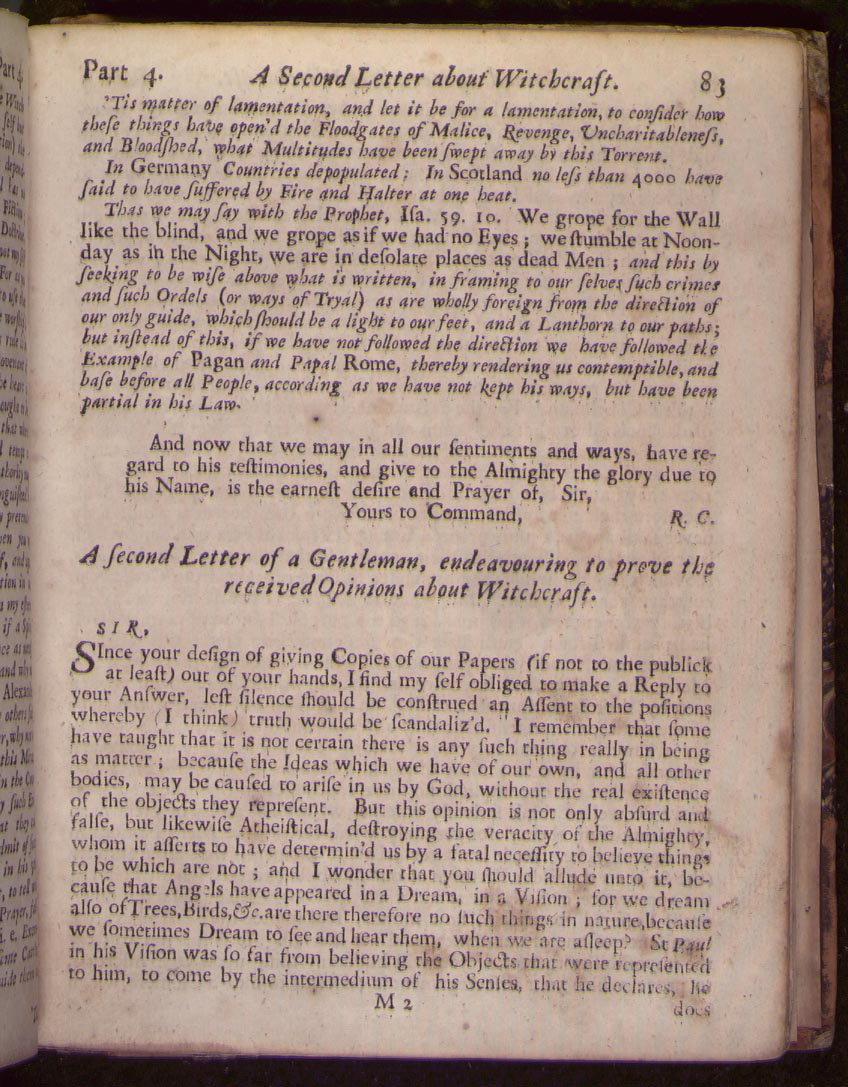 Part 4. A Second Letter about Witchcraft. 83
'Tis matter of lamentation, and let it be for a lamentation, to conſider how
theſe things have open'd the Floodgates of Malice, Revenge, Uncharitableneſs,
and Bloodſhed, what Multitudes have been ſwept away by this Torrent.
In Germany Countries depopulated; In Scotland no leſs than 4000 have
ſaid to have ſuffered by Fire and Halter at one heat.
Thas we may ſay with the Prophet, Iſa. 59. 10. We grope for the Wall
like the blind, and we grope as if we had no Eyes; we ſtumble at Noon-
day as in the Night, we are in deſolate places as dead Men; and this by
ſeeking to be wiſe above what is written, in framing to our ſelves ſuch crimes
and ſuch Ordels (or ways of Tryal) as are wholly foreign from the direction of
our only guide, which ſhould be a light to our feet, and a Lanthorn to our paths;
but inſtead of this, if we have not followed the direction we have followed the
Example of Pagan and Papal Rome, thereby rendering us contemptible, and
baſe before all People, according as we have not kept his ways, but have been
partial in his Law.
And now that we may in all our ſentiments and ways, have re-
gard to his teſtimonies, and give to the Almighty the glory due to
his Name, is the earneſt deſire and Prayer of, Sir,
Yours to Command, R. C.
A ſecond Letter of a Gentleman, endeavouring to prove the
received Opinions about Witchcraft.
SIR,
SInce your deſign of giving Copies of our Papers (if not to the publick
at leaſt) out of your hands, I find my ſelf obliged to make a Reply to
your Anſwer, leſt ſilence ſhould be conſtrued an Aſſent to the poſitions
whereby (I think) truth would be ſcandaliz'd. I remember that ſome
have taught that it is not certain there is any ſuch thing really in being
as matter; becauſe the Ideas which we have of our own, and all other
bodies, may be cauſed to ariſe in us by God, without the real exiſtence
of the objects they repreſent. But this opinion is not only abſurd and
falſe, but likewiſe Atheiſtical, deſtroying the veracity of the Almighty,
whom it aſſerts to have determin'd us by a fatal neceſſity to believe things
to be which are not; and I wonder that you ſhould allude unto it, be-
cauſe that Angels have appeared in a Dream, in a Viſion; for we dream
alſo of Trees, Birds, &c. are there therefore no ſuch things in nature, becauſe
we ſometimes Dream to ſee and hear them, when we are aſleep? St Paul
in his Viſion was ſo far from believing the Objects that were repreſented
to him, to come by the intermedium of his Senſes, that he declares, he
M 2 does